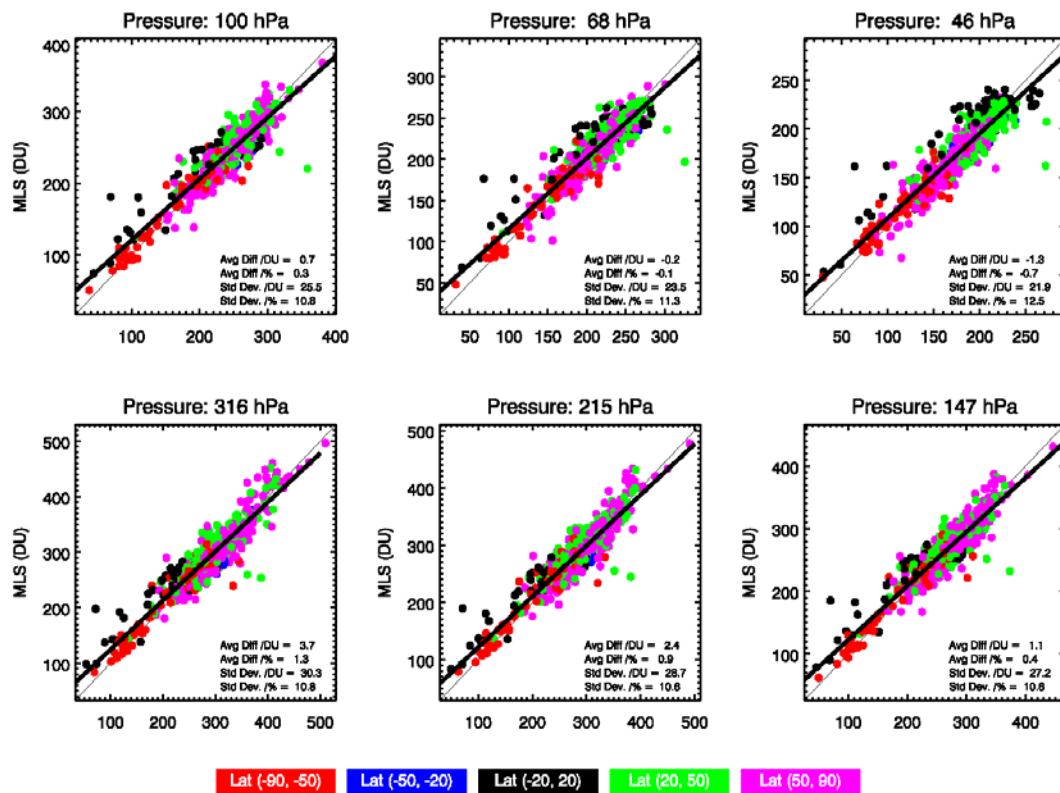 Pressure: 100 hPa
400
300
200
100
MLS (DU)
Avg Diff /DU = 0.7
Avg Diff /% = 0.3
Std Dev. /DU = 25.5
Std Dev. /% = 10.8
100 200 300 400
Pressure: 68 hPa
300
250
200
150
100
50
MLS (DU)
Avg Diff /DU = -0.2
Avg Diff /% = -0.1
Std Dev. /DU = 23.5
Std Dev. /% = 11.3
50 100 150 200 250 300
Pressure: 46 hPa
250
200
150
100
50
MLS (DU)
Avg Diff /DU = -1.3
Avg Diff /% = -0.7
Std Dev. /DU = 21.9
Std Dev. /% = 12.5
50 100 150 200 250
Pressure: 316 hPa
500
400
300
200
100
MLS (DU)
Avg Diff /DU = 3.7
Avg Diff /% = 1.3
Std Dev. /DU = 30.3
Std Dev. /% = 10.8
100 200 300 400 500
Pressure: 215 hPa
500
400
300
200
100
MLS (DU)
Avg Diff /DU = 2.4
Avg Diff /% = 0.9
Std Dev. /DU = 28.7
Std Dev. /% = 10.6
100 200 300 400 500
Pressure: 147 hPa
400
300
200
100
MLS (DU)
Avg Diff /DU = 1.1
Avg Diff /% = 0.4
Std Dev. /DU = 27.2
Std Dev. /% = 10.6
100 200 300 400
Lat (-90, -50) Lat (-50, -20) Lat (-20, 20) Lat (20, 50) Lat (50, 90)